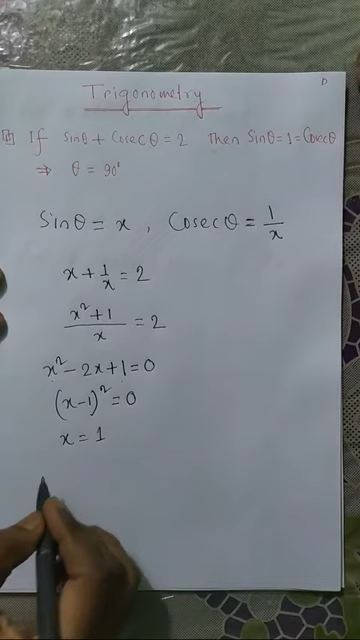 D
Trigonometry
If Sinθ + Cosecθ = 2 Then Sinθ = 1 = Cosecθ
⇒ θ = 90°
Sinθ = x , Cosecθ = 1/x
x + 1/x = 2
(x² + 1)/x = 2
x² - 2x + 1 = 0
(x - 1)² = 0
x = 1